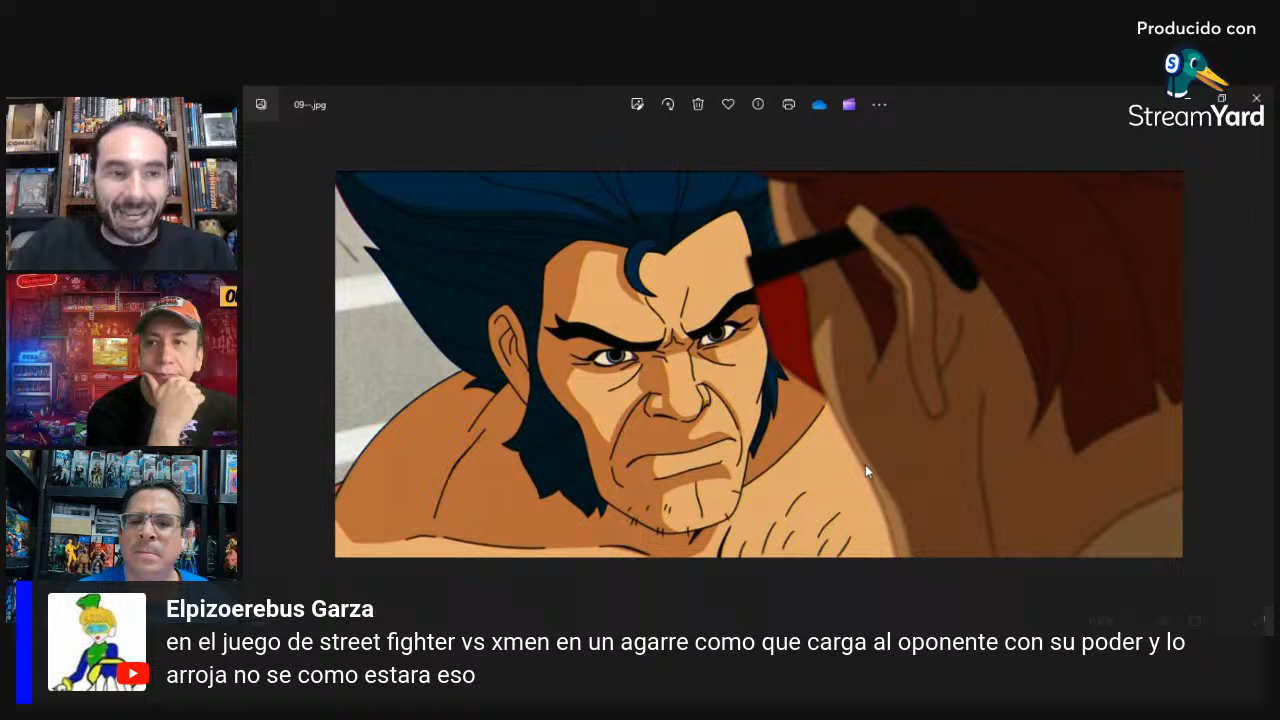 Producido con
StreamYard
09--.jpg
Elpizoerebus Garza
en el juego de street fighter vs xmen en un agarre como que carga al oponente con su poder y lo
arroja no se como estara eso